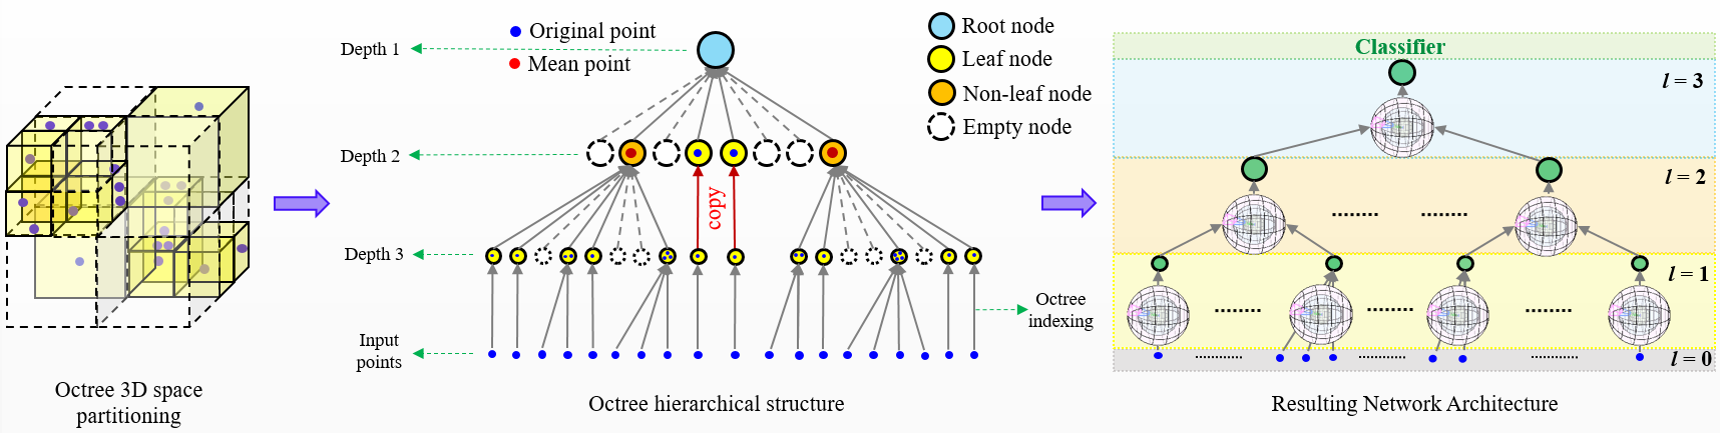 Octree 3D space
partitioning
Original point
Mean point
Depth 1
Depth 2
Depth 3
Input
points
copy
Octree
indexing
Root node
Leaf node
Non-leaf node
Empty node
Octree hierarchical structure
Classifier
l = 3
l = 2
l = 1
l = 0
Resulting Network Architecture